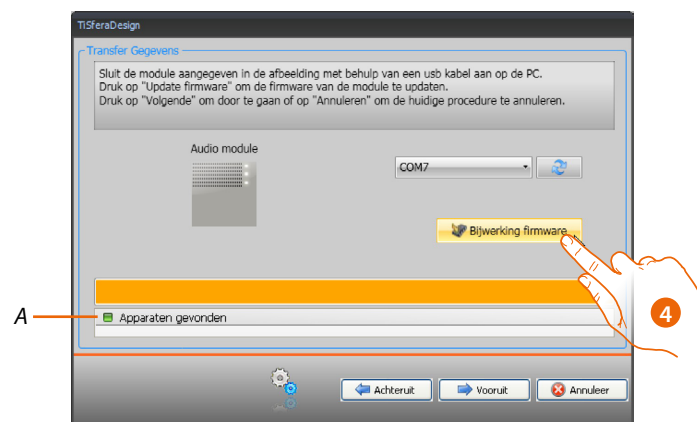 TiSferaDesign
Transfer Gegevens
Sluit de module aangegeven in de afbeelding met behulp van een usb kabel aan op de PC.
Druk op "Update firmware" om de firmware van de module te updaten.
Druk op "Volgende" om door te gaan of op "Annuleren" om de huidige procedure te annuleren.
Audio module
COM7
Bijwerking firmware
4
A
Apparaten gevonden
Achteruit
Vooruit
Annuleer